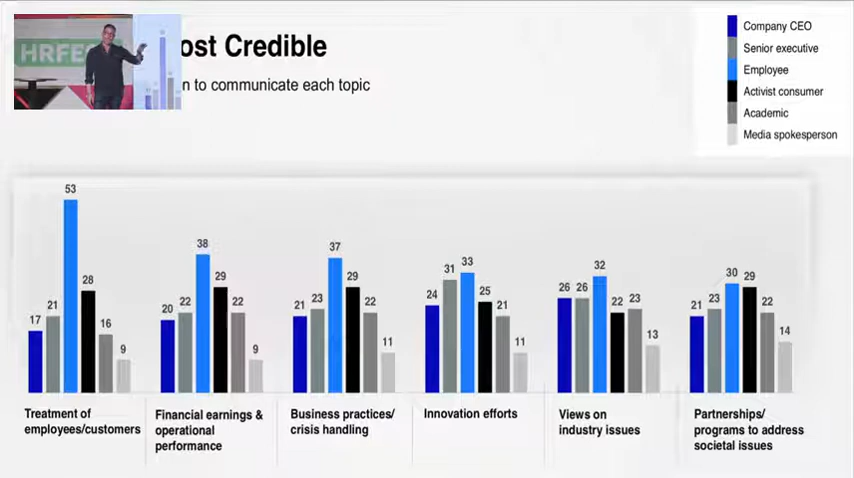 HRFES
ost Credible
n to communicate each topic
Company CEO
Senior executive
Employee
Activist consumer
Academic
Media spokesperson
17 21 53 28 16 9
20 22 38 29 22 9
21 23 37 29 22 11
24 31 33 25 21 11
26 26 32 22 23 13
21 23 30 29 22 14
Treatment of
employees/customers
Financial earnings &
operational
performance
Business practices/
crisis handling
Innovation efforts
Views on
industry issues
Partnerships/
programs to address
societal issues